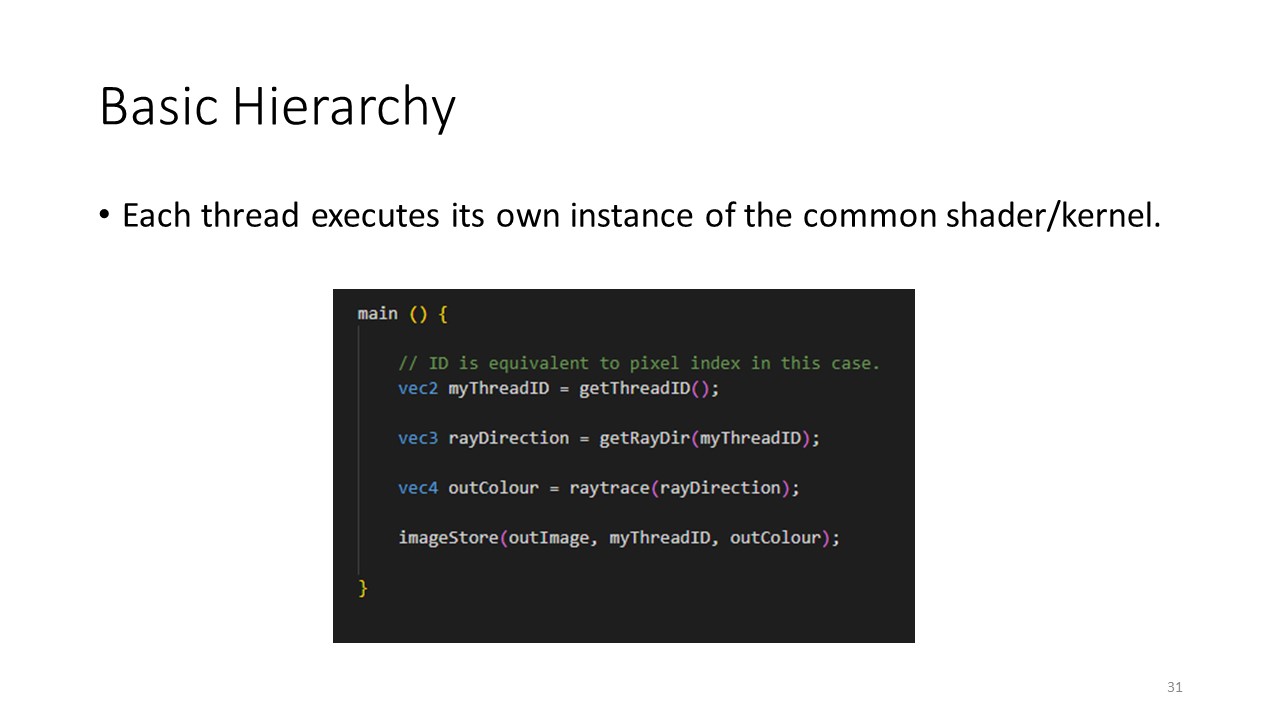 Basic Hierarchy
• Each thread executes its own instance of the common shader/kernel.
main () {
// ID is equivalent to pixel index in this case.
vec2 myThreadID = getThreadID();
vec3 rayDirection = getRayDir(myThreadID);
vec4 outColour = raytrace(rayDirection);
imageStore(outImage, myThreadID, outColour);
}
31